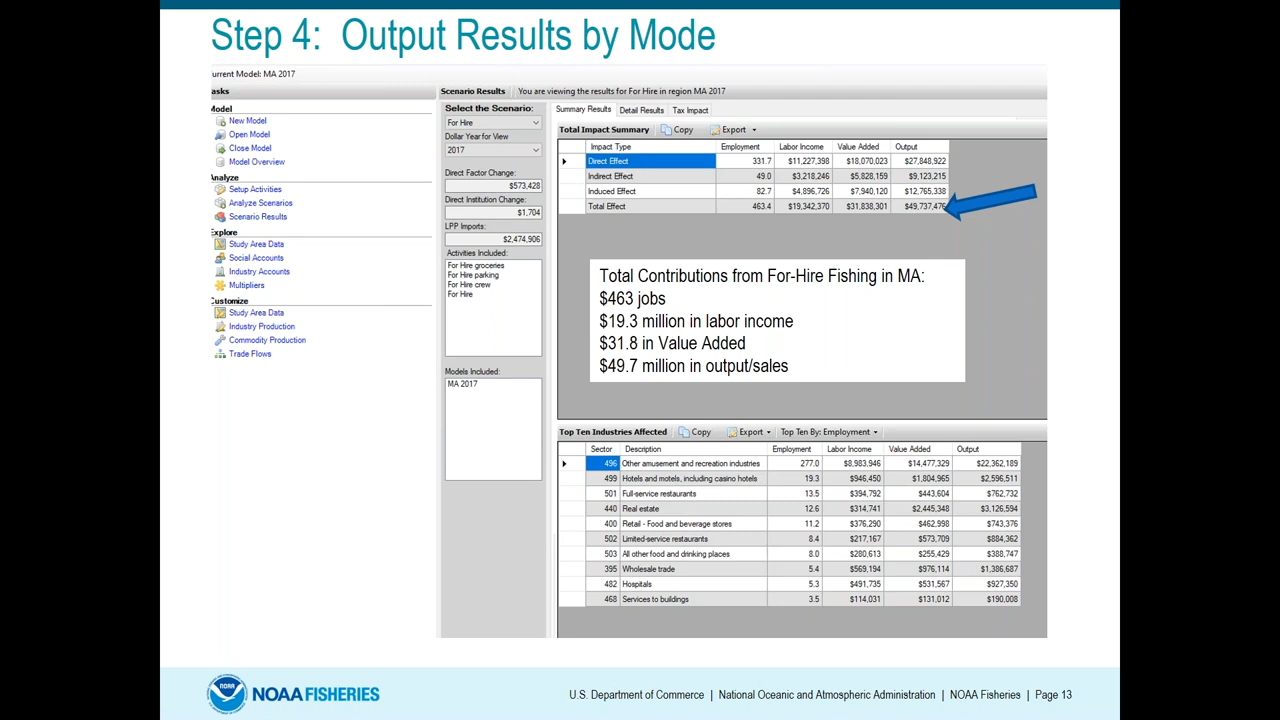 Step 4: Output Results by Mode
urrent Model: MA 2017
asks
Scenario Results You are viewing the results for For Hire in region MA 2017
Model
New Model
Open Model
Close Model
Model Overview
Analyze
Setup Activities
Analyze Scenarios
Scenario Results
Explore
Study Area Data
Social Accounts
Industry Accounts
Multipliers
Customize
Study Area Data
Industry Production
Commodity Production
Trade Flows
Select the Scenario:
For Hire
Dollar Year for View
2017
Direct Factor Change:
$573,428
Direct Institution Change:
$1,704
LPP Imports:
$2,474,906
Activities Included:
For Hire groceries
For Hire parking
For Hire crew
For Hire
Models Included:
MA 2017
Summary Results Detail Results Tax Impact
Total Impact Summary Copy Export
Impact Type Employment Labor Income Value Added Output
Direct Effect 331.7 $11,227,398 $18,070,023 $27,848,922
Indirect Effect 49.0 $3,218,246 $5,828,159 $9,123,215
Induced Effect 82.7 $4,896,726 $7,940,120 $12,765,338
Total Effect 463.4 $19,342,370 $31,838,301 $49,737,476
Total Contributions from For-Hire Fishing in MA:
$463 jobs
$19.3 million in labor income
$31.8 in Value Added
$49.7 million in output/sales
Top Ten Industries Affected Copy Export Top Ten By: Employment
Sector Description Employment Labor Income Value Added Output
496 Other amusement and recreation industries 277.0 $8,983,946 $14,477,329 $22,362,189
499 Hotels and motels, including casino hotels 19.3 $946,450 $1,804,965 $2,596,511
501 Full-service restaurants 13.5 $394,792 $443,604 $762,732
440 Real estate 12.6 $314,741 $2,445,348 $3,126,594
400 Retail - Food and beverage stores 11.2 $376,290 $462,998 $743,376
502 Limited-service restaurants 8.4 $217,167 $573,709 $884,362
503 All other food and drinking places 8.0 $280,613 $255,429 $388,747
395 Wholesale trade 5.4 $569,194 $976,114 $1,386,687
482 Hospitals 5.3 $491,735 $531,567 $927,350
468 Services to buildings 3.5 $114,031 $131,012 $190,008
NOAA
NOAA FISHERIES
U.S. Department of Commerce | National Oceanic and Atmospheric Administration | NOAA Fisheries | Page 13